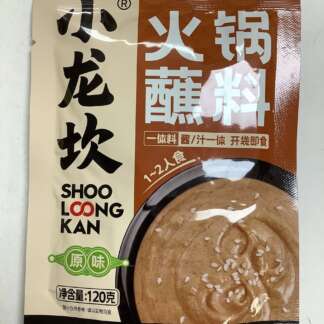 小龙坎
®
火锅
蘸料
一体料 酱/汁一体 开袋即食
1-2人食
SHOO
LOONG
KAN
原味
净含量:120克